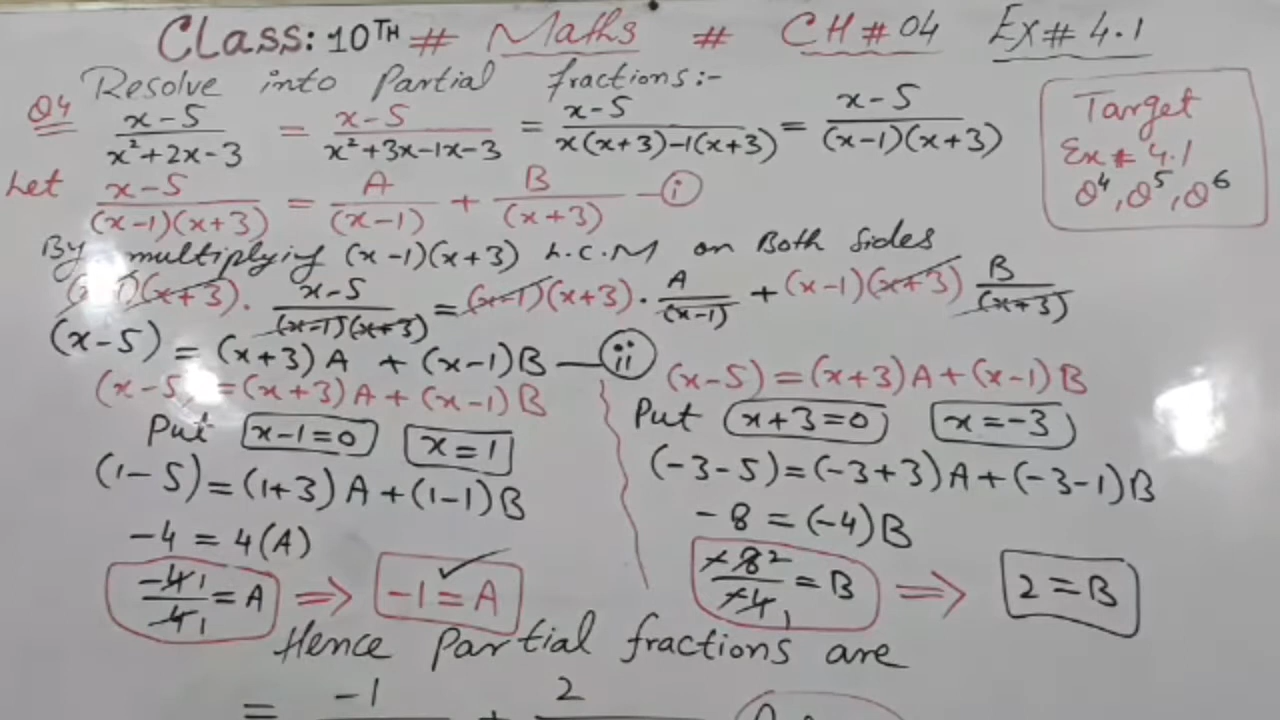 Class: 10TH # Maths # CH # 04 Ex # 4.1
Resolve into Partial fractions:-
Q4 x-5/x²+2x-3 = x-5/x²+3x-1x-3 = x-5/x(x+3)-1(x+3) = x-5/(x-1)(x+3)
Target
Ex # 4.1
Q4, Q5, Q6
Let x-5/(x-1)(x+3) = A/(x-1) + B/(x+3) — i
By multiplying (x-1)(x+3) L.C.M on Both Sides
(x-1)(x+3) . x-5/(x-1)(x+3) = (x-1)(x+3) . A/(x-1) + (x-1)(x+3) B/(x+3)
(x-5) = (x+3)A + (x-1)B — ii
(x-5) = (x+3)A + (x-1)B
Put x-1=0 x=1
(1-5) = (1+3)A + (1-1)B
-4 = 4(A)
-4 1/4 1 = A ⇒ -1 = A ✓
(x-5) = (x+3)A + (x-1)B
Put x+3=0 x=-3
(-3-5) = (-3+3)A + (-3-1)B
-8 = (-4)B
-8 2/-4 1 = B ⇒ 2 = B
Hence Partial fractions are
= -1 + 2